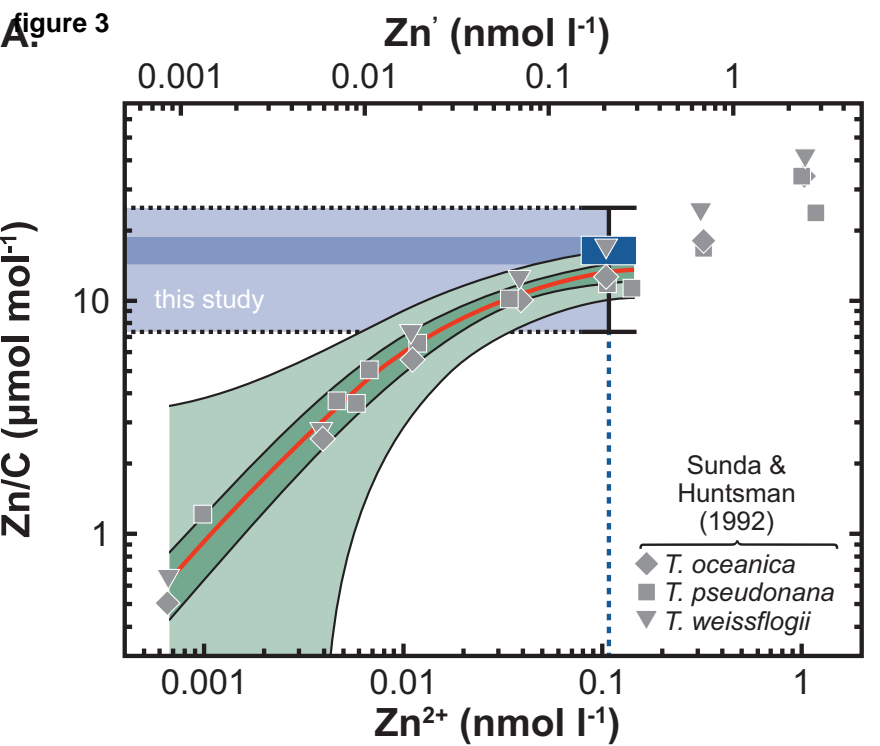 figure 3
A.
Zn’ (nmol l-1)
0.001 0.01 0.1 1
Zn/C (µmol mol-1)
10
1
this study
Sunda &
Huntsman
(1992)
T. oceanica
T. pseudonana
T. weissflogii
0.001 0.01 0.1 1
Zn2+ (nmol l-1)